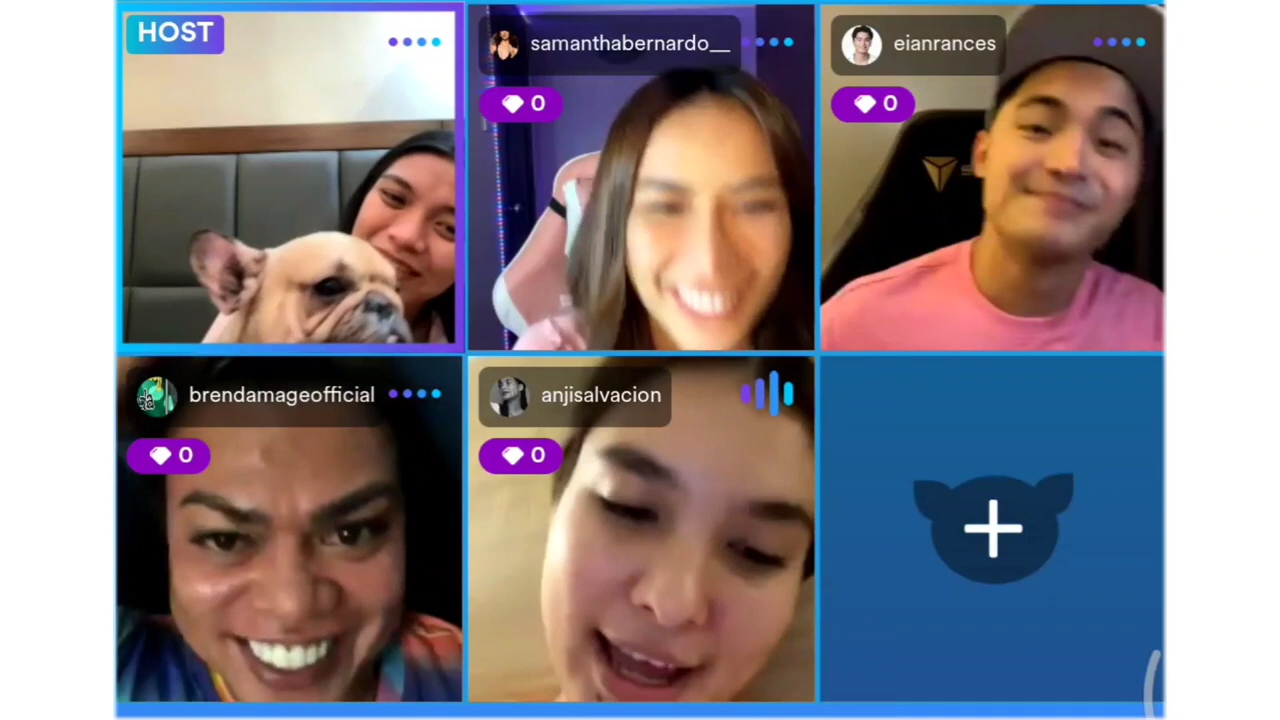 HOST
samanthabernardo__
0
eianrances
0
brendamageofficial
0
anjisalvacion
0